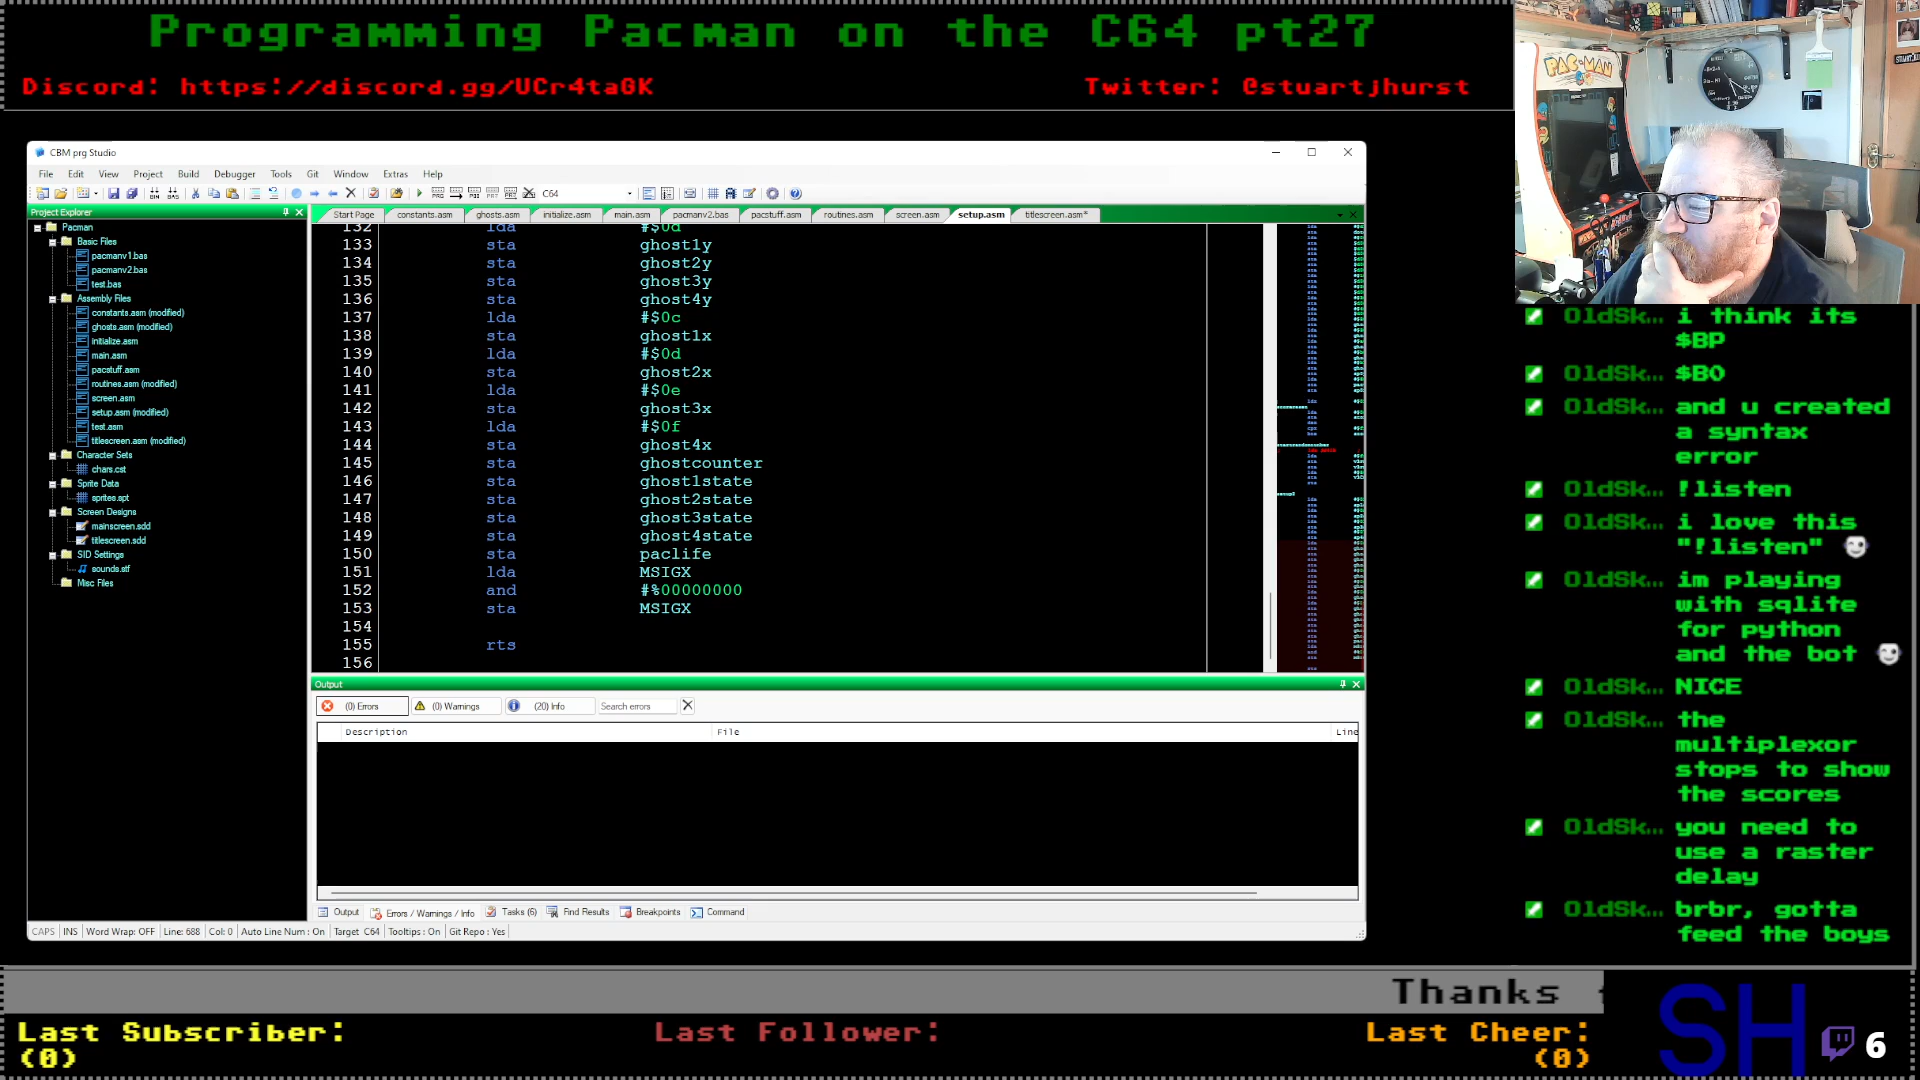 Programming Pacman on the C64 pt27
Discord: https://discord.gg/UCr4taGK
Twitter: @stuartjhurst
PAC-MAN
CBM prg Studio
File Edit View Project Build Debugger Tools Git Window Extras Help
C64
Project Explorer
Start Page constants.asm ghosts.asm initialize.asm main.asm pacmanv2.bas pacstuff.asm routines.asm screen.asm setup.asm titlescreen.asm*
Pacman
Basic Files
pacmanv1.bas
pacmanv2.bas
test.bas
Assembly Files
constants.asm (modified)
ghosts.asm (modified)
initialize.asm
main.asm
pacstuff.asm
routines.asm (modified)
screen.asm
setup.asm (modified)
test.asm
titlescreen.asm (modified)
Character Sets
chars.cst
Sprite Data
sprites.spt
Screen Designs
mainscreen.sdd
titlescreen.sdd
SID Settings
sounds.stf
Misc Files
132 lda #$0d
133 sta ghost1y
134 sta ghost2y
135 sta ghost3y
136 sta ghost4y
137 lda #$0c
138 sta ghost1x
139 lda #$0d
140 sta ghost2x
141 lda #$0e
142 sta ghost3x
143 lda #$0f
144 sta ghost4x
145 sta ghostcounter
146 sta ghost1state
147 sta ghost2state
148 sta ghost3state
149 sta ghost4state
150 sta paclife
151 lda MSIGX
152 and #%00000000
153 sta MSIGX
154
155 rts
156
Output
(0) Errors (0) Warnings (20) Info Search errors
Description File Line
Output Errors / Warnings / Info Tasks (6) Find Results Breakpoints Command
CAPS INS Word Wrap: OFF Line: 688 Col: 0 Auto Line Num : On Target C64 Tooltips : On Git Repo : Yes
OldSk... i think its
$BP
OldSk... $B0
OldSk... and u created
a syntax
error
OldSk... !listen
OldSk... i love this
"!listen"
OldSk... im playing
with sqlite
for python
and the bot
OldSk... NICE
OldSk... the
multiplexor
stops to show
the scores
OldSk... you need to
use a raster
delay
OldSk... brbr, gotta
feed the boys
Thanks
Last Subscriber:
(0)
Last Follower:
Last Cheer:
(0)
SH
6